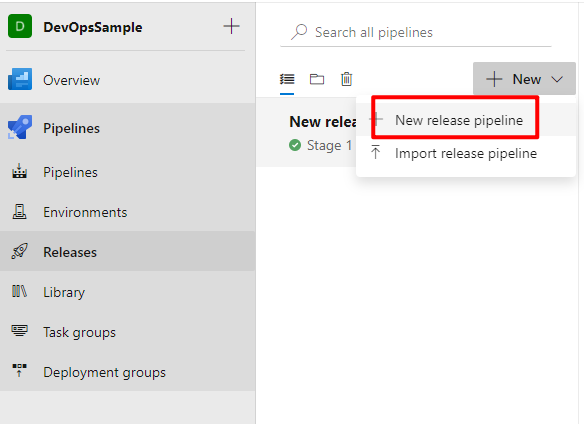 D DevOpsSample
Overview
Pipelines
Pipelines
Environments
Releases
Library
Task groups
Deployment groups
Search all pipelines
New
New relea
New release pipeline
Stage 1
Import release pipeline